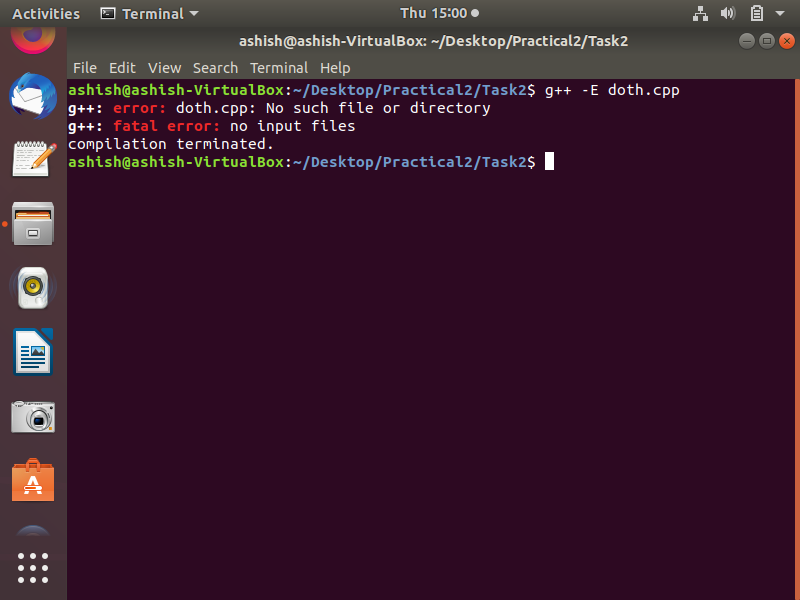 Activities Terminal Thu 15:00
ashish@ashish-VirtualBox: ~/Desktop/Practical2/Task2
File Edit View Search Terminal Help
ashish@ashish-VirtualBox:~/Desktop/Practical2/Task2$ g++ -E doth.cpp
g++: error: doth.cpp: No such file or directory
g++: fatal error: no input files
compilation terminated.
ashish@ashish-VirtualBox:~/Desktop/Practical2/Task2$